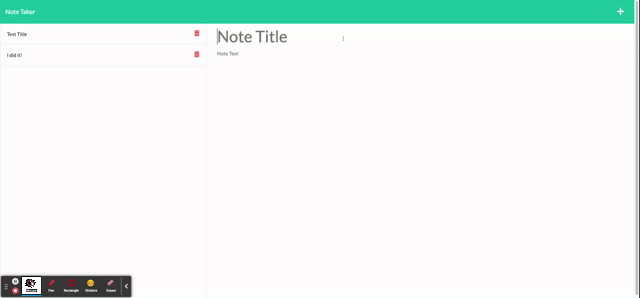 Note Taker
Test Title
I did it!
Note Title
Note Text
Pen
Rectangle
Stickers
Eraser